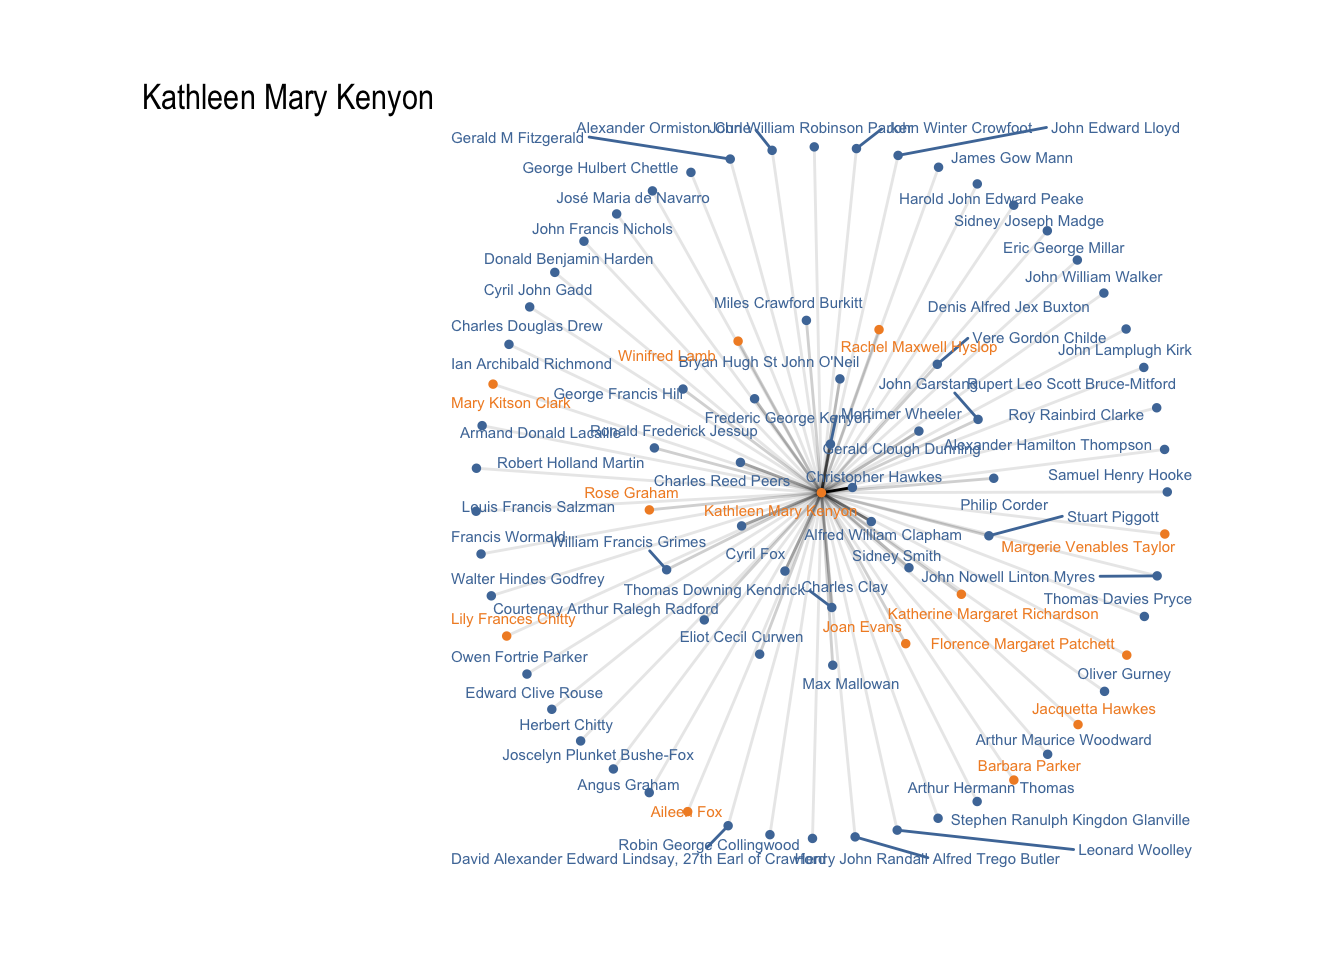 Kathleen Mary Kenyon
Alexander Ormiston Curle
John William Robinson Parker
John Winter Crowfoot
John Edward Lloyd
Gerald M Fitzgerald
James Gow Mann
George Hulbert Chettle
José Maria de Navarro
Harold John Edward Peake
Sidney Joseph Madge
John Francis Nichols
Eric George Millar
Donald Benjamin Harden
John William Walker
Cyril John Gadd
Miles Crawford Burkitt
Denis Alfred Jex Buxton
Charles Douglas Drew
Vere Gordon Childe
Rachel Maxwell Hyslop
John Lamplugh Kirk
Winifred Lamb
Bryan Hugh St John O'Neil
Ian Archibald Richmond
John Garstang
Rupert Leo Scott Bruce-Mitford
George Francis Hill
Mary Kitson Clark
Frederic George Kenyon
Mortimer Wheeler
Roy Rainbird Clarke
Armand Donald Lacaille
Ronald Frederick Jessup
Gerald Clough Dunning
Alexander Hamilton Thompson
Robert Holland Martin
Charles Reed Peers
Christopher Hawkes
Samuel Henry Hooke
Rose Graham
Louis Francis Salzman
Kathleen Mary Kenyon
Philip Corder
Stuart Piggott
Francis Wormald
William Francis Grimes
Alfred William Clapham
Margerie Venables Taylor
Cyril Fox
Sidney Smith
Walter Hindes Godfrey
Thomas Downing Kendrick
Charles Clay
John Nowell Linton Myres
Thomas Davies Pryce
Courtenay Arthur Ralegh Radford
Katherine Margaret Richardson
Lily Frances Chitty
Joan Evans
Eliot Cecil Curwen
Florence Margaret Patchett
Owen Fortrie Parker
Oliver Gurney
Max Mallowan
Edward Clive Rouse
Jacquetta Hawkes
Herbert Chitty
Arthur Maurice Woodward
Joscelyn Plunket Bushe-Fox
Barbara Parker
Angus Graham
Arthur Hermann Thomas
Aileen Fox
Stephen Ranulph Kingdon Glanville
Robin George Collingwood
Leonard Woolley
David Alexander Edward Lindsay, 27th Earl of Crawford
Henry John Randall
Alfred Trego Butler